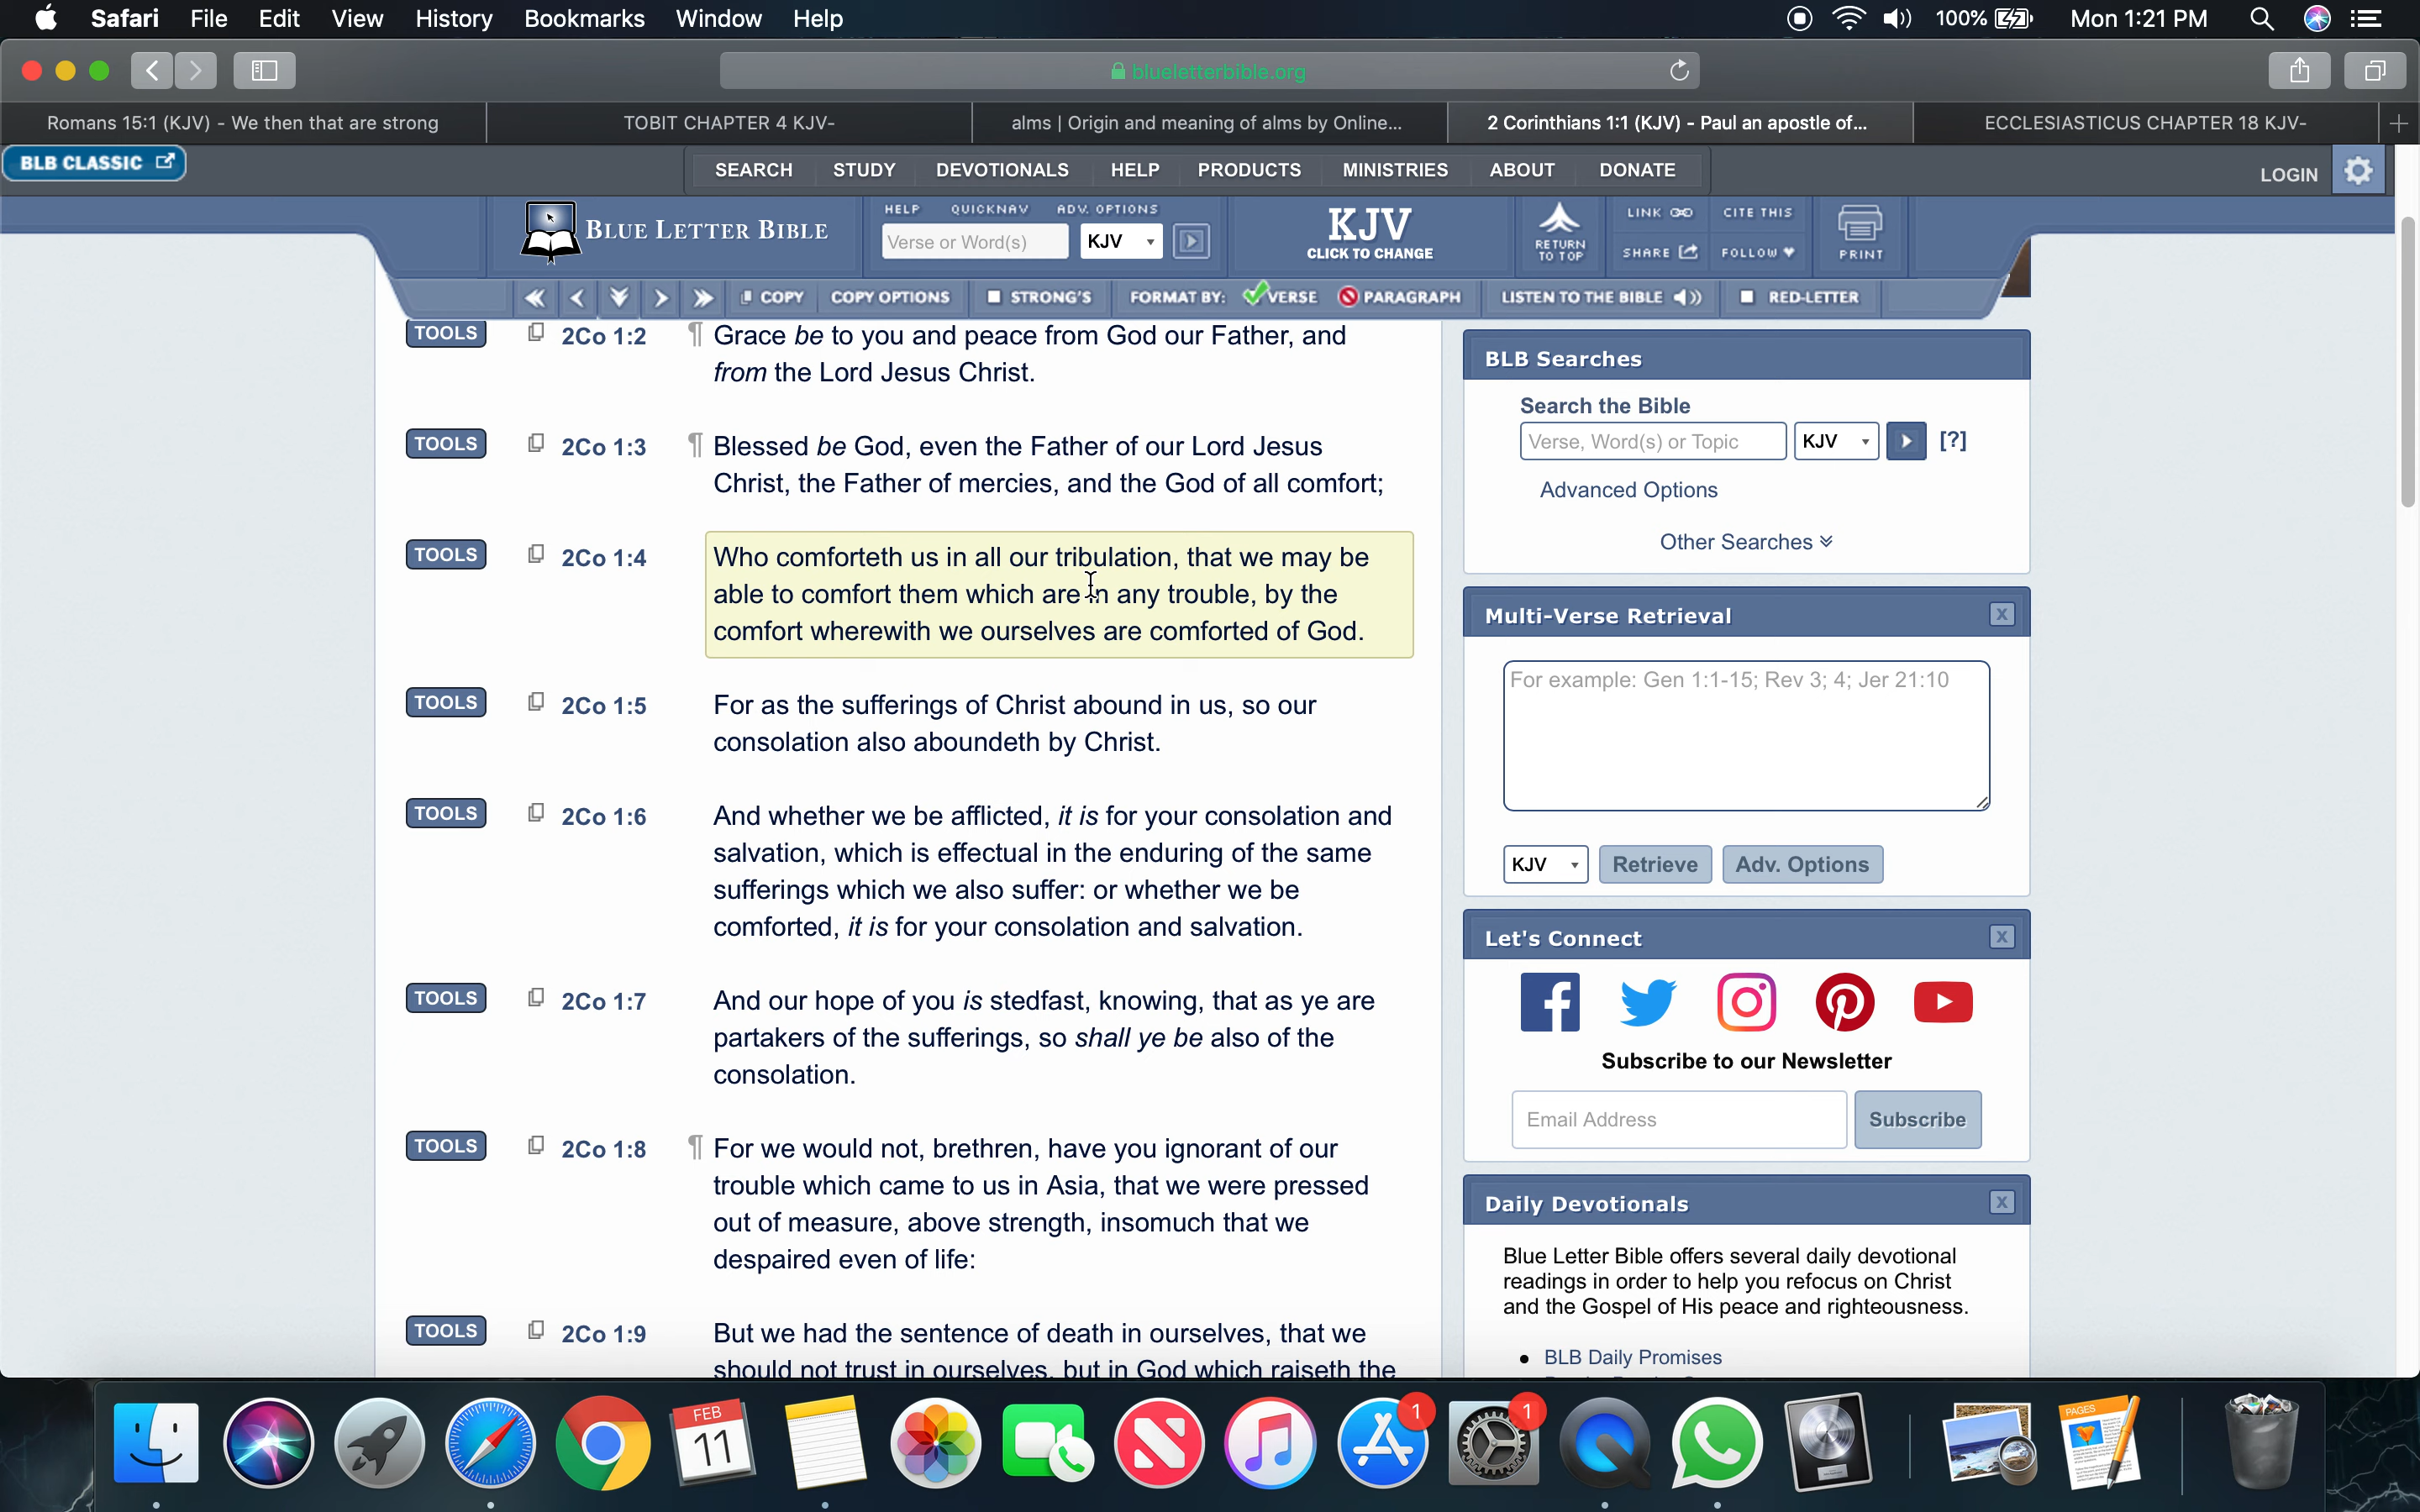 Safari File Edit View History Bookmarks Window Help 100% Mon 1:21 PM
blueletterbible.org
Romans 15:1 (KJV) - We then that are strong
TOBIT CHAPTER 4 KJV-
alms | Origin and meaning of alms by Online...
2 Corinthians 1:1 (KJV) - Paul an apostle of...
ECCLESIASTICUS CHAPTER 18 KJV-
BLB CLASSIC
SEARCH STUDY DEVOTIONALS HELP PRODUCTS MINISTRIES ABOUT DONATE
LOGIN
BLUE LETTER BIBLE
HELP QUICKNAV ADV. OPTIONS
Verse or Word(s) KJV
KJV
CLICK TO CHANGE
RETURN
TO TOP
LINK CITE THIS
SHARE FOLLOW
PRINT
COPY COPY OPTIONS STRONG'S FORMAT BY: VERSE PARAGRAPH LISTEN TO THE BIBLE RED-LETTER
TOOLS 2Co 1:2 ¶ Grace be to you and peace from God our Father, and
from the Lord Jesus Christ.
TOOLS 2Co 1:3 ¶ Blessed be God, even the Father of our Lord Jesus
Christ, the Father of mercies, and the God of all comfort;
TOOLS 2Co 1:4 Who comforteth us in all our tribulation, that we may be
able to comfort them which are in any trouble, by the
comfort wherewith we ourselves are comforted of God.
TOOLS 2Co 1:5 For as the sufferings of Christ abound in us, so our
consolation also aboundeth by Christ.
TOOLS 2Co 1:6 And whether we be afflicted, it is for your consolation and
salvation, which is effectual in the enduring of the same
sufferings which we also suffer: or whether we be
comforted, it is for your consolation and salvation.
TOOLS 2Co 1:7 And our hope of you is stedfast, knowing, that as ye are
partakers of the sufferings, so shall ye be also of the
consolation.
TOOLS 2Co 1:8 ¶ For we would not, brethren, have you ignorant of our
trouble which came to us in Asia, that we were pressed
out of measure, above strength, insomuch that we
despaired even of life:
TOOLS 2Co 1:9 But we had the sentence of death in ourselves, that we
should not trust in ourselves, but in God which raiseth the
BLB Searches
Search the Bible
Verse, Word(s) or Topic KJV [?]
Advanced Options
Other Searches
Multi-Verse Retrieval X
For example: Gen 1:1-15; Rev 3; 4; Jer 21:10
KJV Retrieve Adv. Options
Let's Connect X
Subscribe to our Newsletter
Email Address Subscribe
Daily Devotionals X
Blue Letter Bible offers several daily devotional
readings in order to help you refocus on Christ
and the Gospel of His peace and righteousness.
BLB Daily Promises
FEB
11
1
1
PAGES